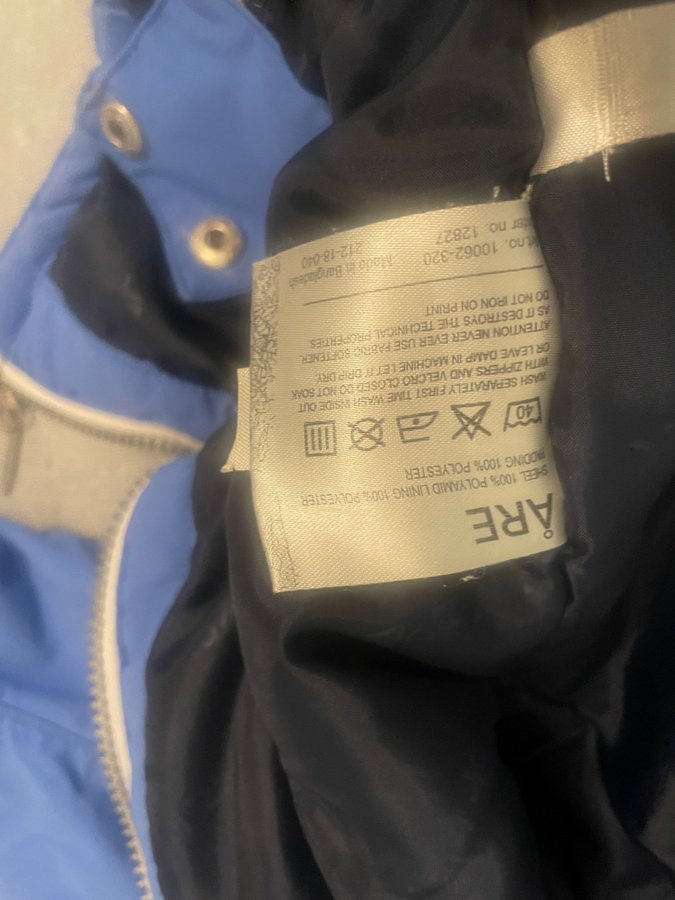 ÅRE
SHELL 100% POLYAMID LINING 100% POLYESTER
PADDING 100% POLYESTER
40
WASH SEPARATELY FIRST TIME WASH INSIDE OUT
WITH ZIPPERS AND VELCRO CLOSED DO NOT SOAK
OR LEAVE DAMP IN MACHINE LET IT DRIP DRY
ATTENTION NEVER EVER USE FABRIC SOFTENER
AS IT DESTROYS THE TECHNICAL PROPERTIES
DO NOT IRON ON PRINT
Made in Bangladesh
212-18-040
no. 10062-320
no. 12827